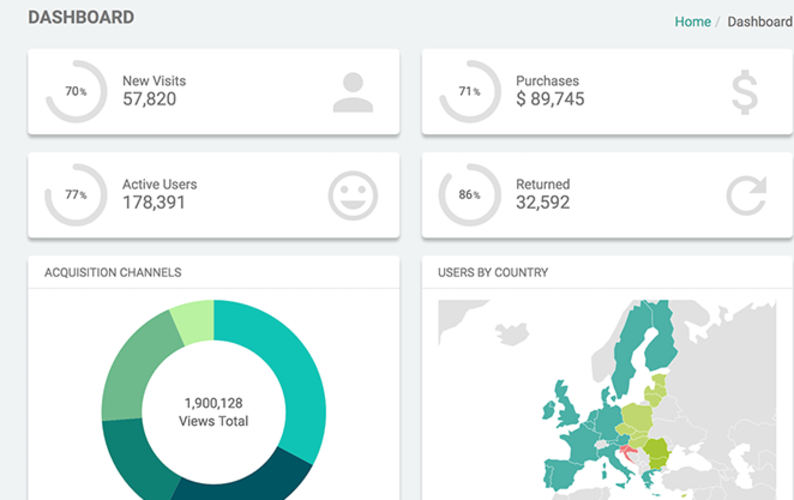 DASHBOARD
Home / Dashboard
70%
New Visits
57,820
71%
Purchases
$ 89,745
77%
Active Users
178,391
86%
Returned
32,592
ACQUISITION CHANNELS
1,900,128
Views Total
USERS BY COUNTRY